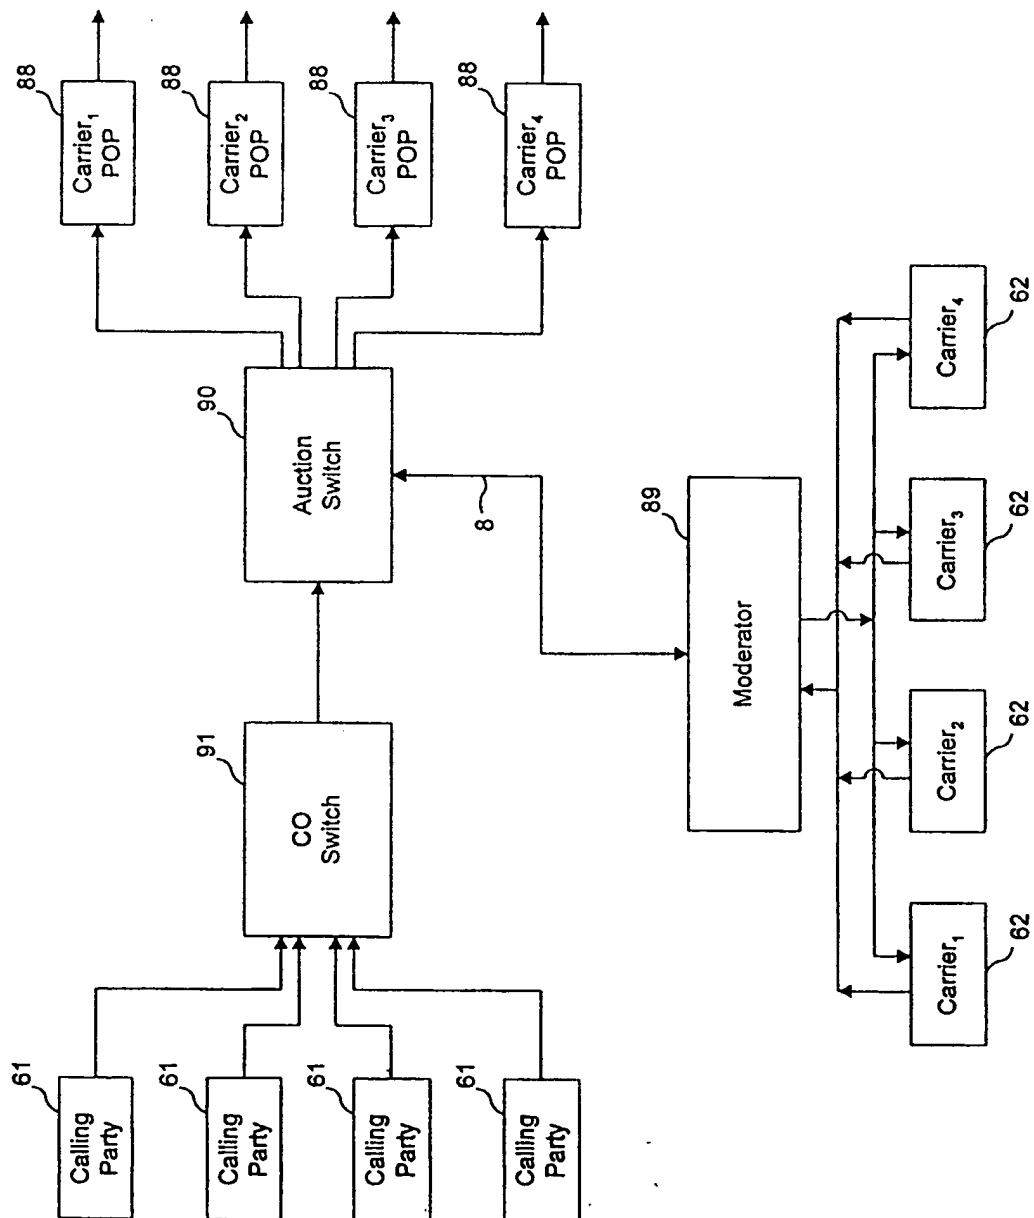 61
Calling
Party
61
Calling
Party
61
Calling
Party
61
Calling
Party
91
CO
Switch
90
Auction
Switch
8
88
Carrier₁
POP
88
Carrier₂
POP
88
Carrier₃
POP
88
Carrier₄
POP
89
Moderator
Carrier₁
62
Carrier₂
62
Carrier₃
62
Carrier₄
62